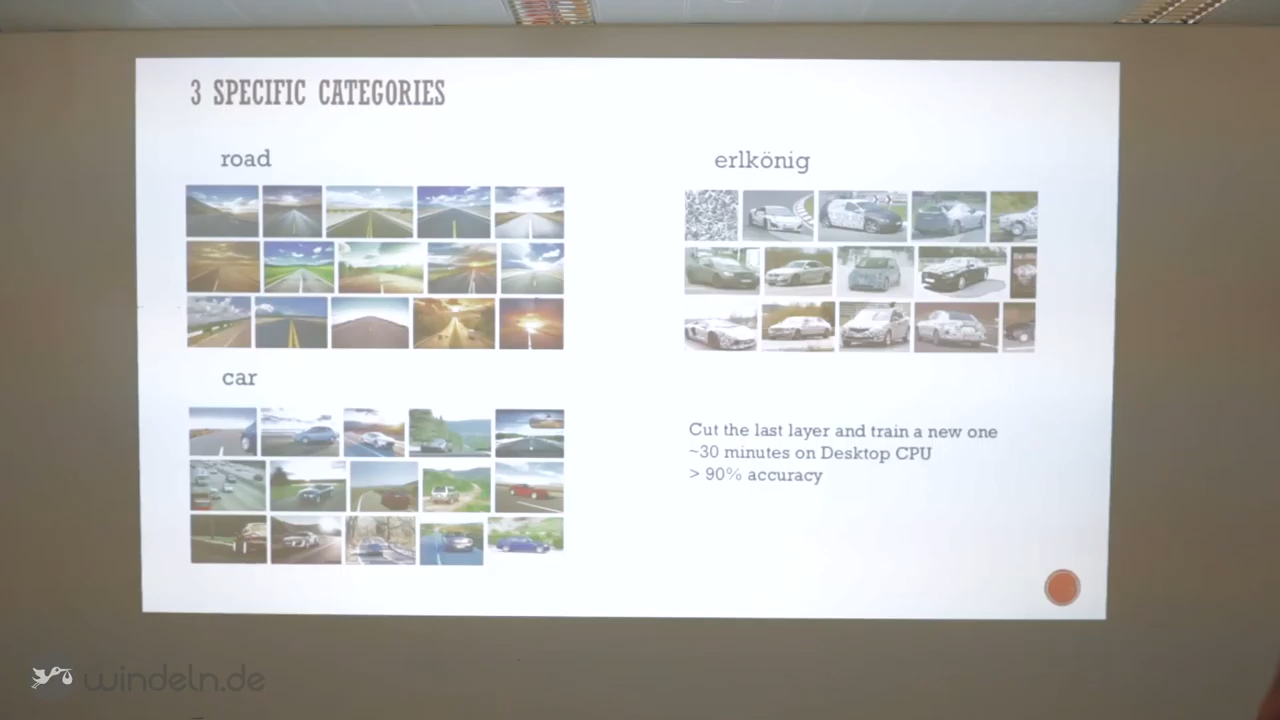 3 SPECIFIC CATEGORIES
road
erlkönig
car
Cut the last layer and train a new one
~30 minutes on Desktop CPU
> 90% accuracy
windeln.de